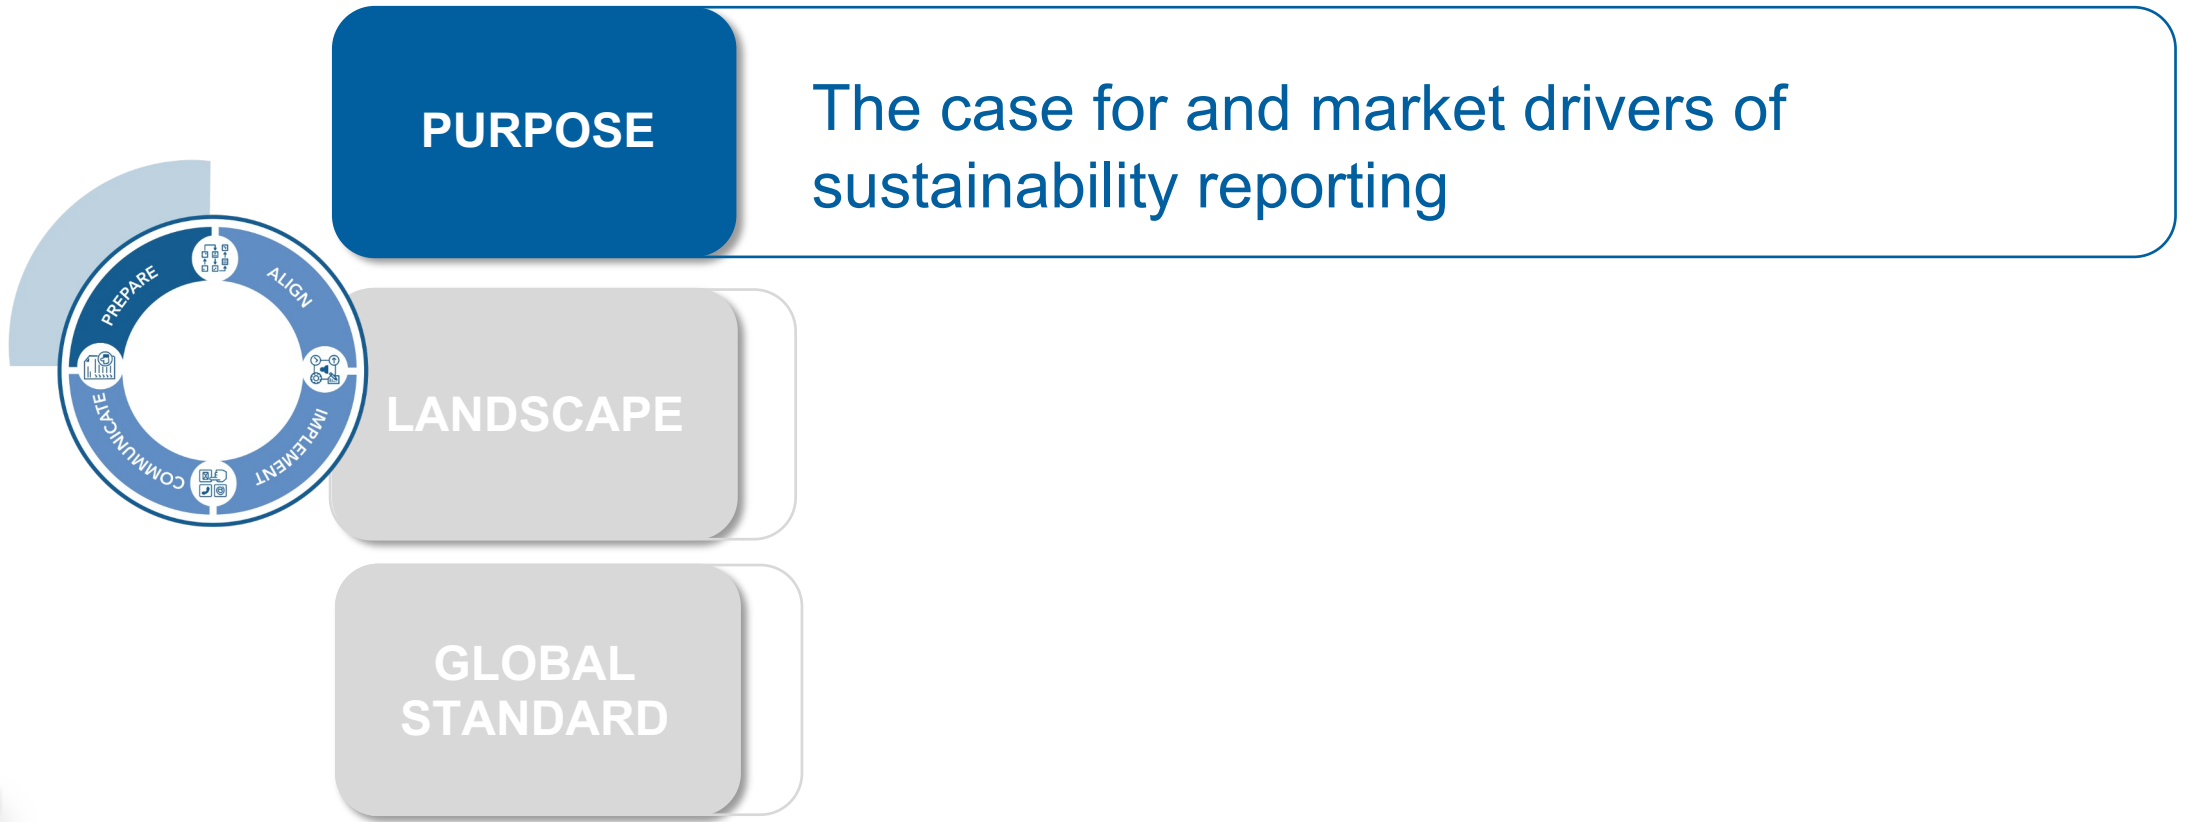 PURPOSE
The case for and market drivers of
sustainability reporting
PREPARE
ALIGN
IMPLEMENT
COMMUNICATE
LANDSCAPE
GLOBAL
STANDARD